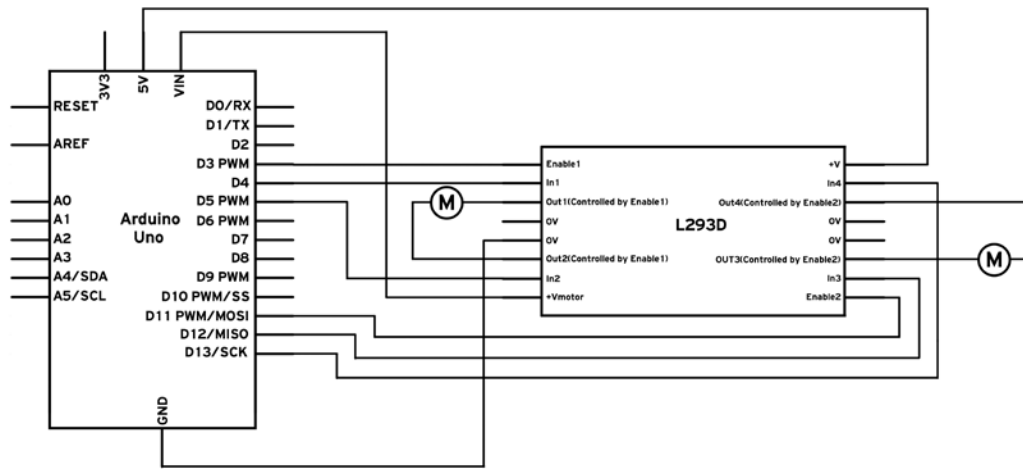 3V3
5V
VIN
RESET
AREF
A0
A1
A2
A3
A4/SDA
A5/SCL
Arduino
Uno
D0/RX
D1/TX
D2
D3 PWM
D4
D5 PWM
D6 PWM
D7
D8
D9 PWM
D10 PWM/SS
D11 PWM/MOSI
D12/MISO
D13/SCK
GND
M
Enable1
In1
Out1(Controlled by Enable1)
0V
0V
Out2(Controlled by Enable1)
In2
+Vmotor
L293D
+V
In4
Out4(Controlled by Enable2)
0V
0V
OUT3(Controlled by Enable2)
In3
Enable2
M